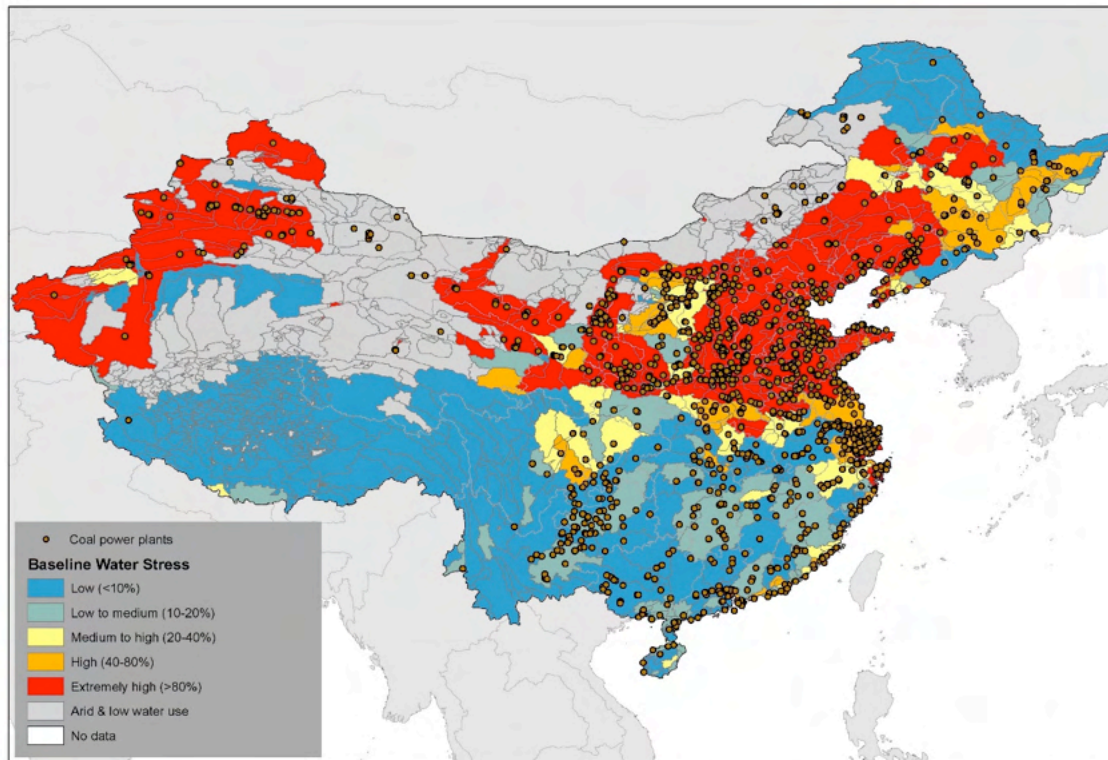 Coal power plants
Baseline Water Stress
Low (<10%)
Low to medium (10-20%)
Medium to high (20-40%)
High (40-80%)
Extremely high (>80%)
Arid & low water use
No data